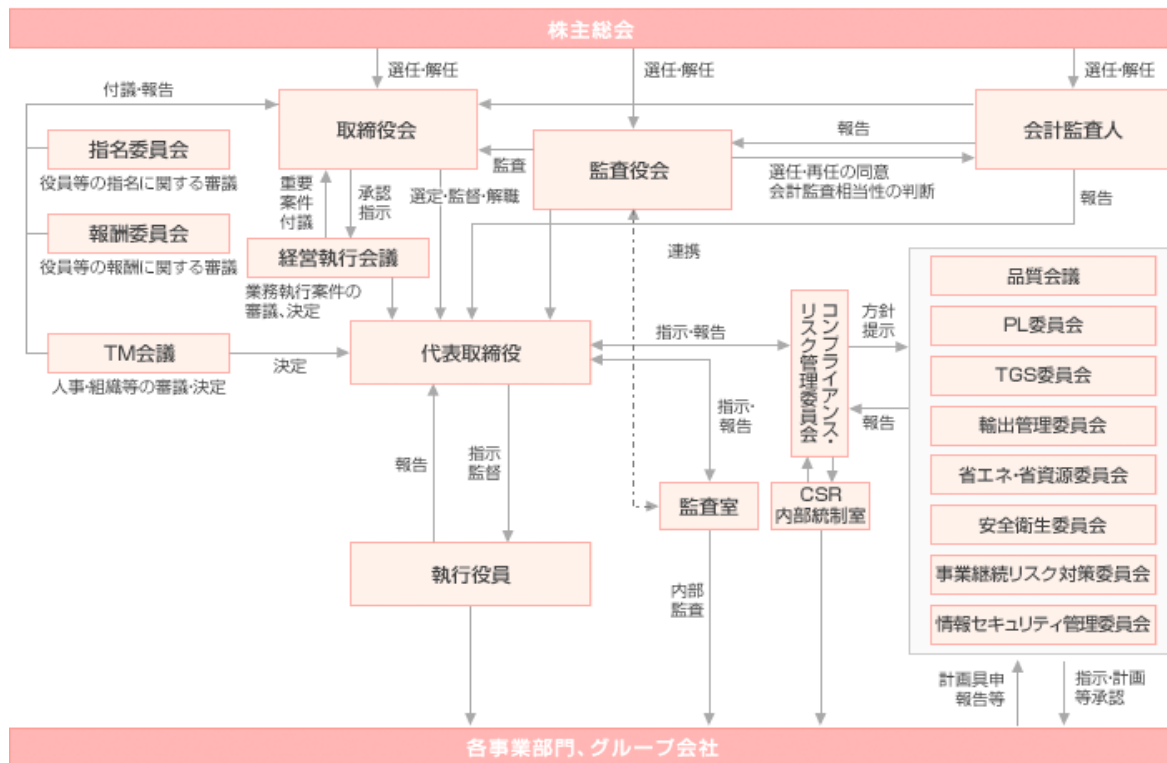 株主総会
選任・解任
選任・解任
選任・解任
付議・報告
取締役会
会計監査人
指名委員会
役員等の指名に関する審議
監査
監査役会
報告
選任・再任の同意
会計監査相当性の判断
重要
案件
付議
承認
指示
選定・監督・解職
報告
報酬委員会
役員等の報酬に関する審議
経営執行会議
業務執行案件の
審議、決定
連携
TM会議
人事・組織等の審議・決定
決定
代表取締役
指示・報告
コンプライアンス・
リスク管理委員会
方針
提示
報告
品質会議
PL委員会
TGS委員会
輸出管理委員会
省エネ・省資源委員会
安全衛生委員会
事業継続リスク対策委員会
情報セキュリティ管理委員会
指示・
報告
報告
指示
監督
監査室
CSR
内部統制室
執行役員
内部
監査
計画具申
報告等
指示・計画
等承認
各事業部門、グループ会社